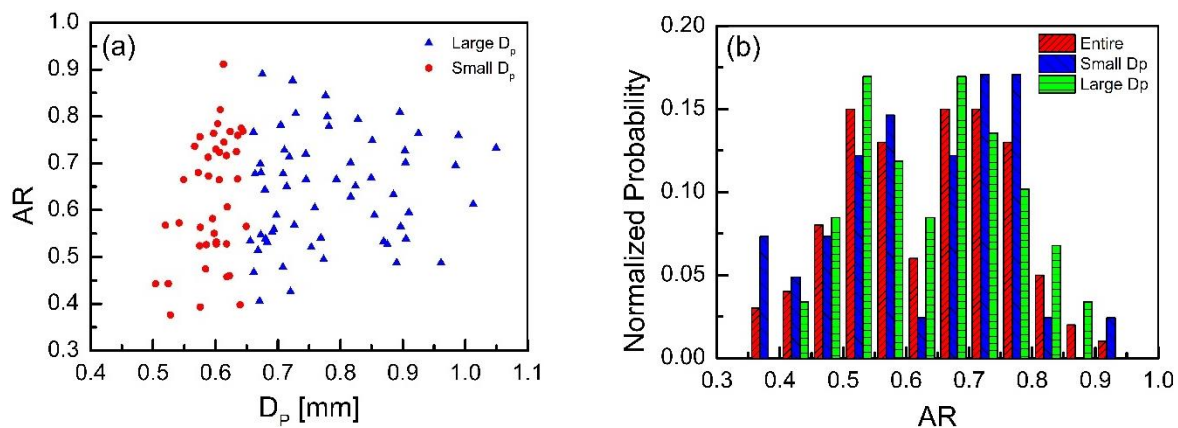 (a)
Large Dp
Small Dp
1.0
0.9
0.8
0.7
0.6
0.5
0.4
0.3
AR
0.4 0.5 0.6 0.7 0.8 0.9 1.0 1.1
DP [mm]
(b)
Entire
Small Dp
Large Dp
0.20
0.15
0.10
0.05
0.00
Normalized Probability
0.3 0.4 0.5 0.6 0.7 0.8 0.9 1.0
AR